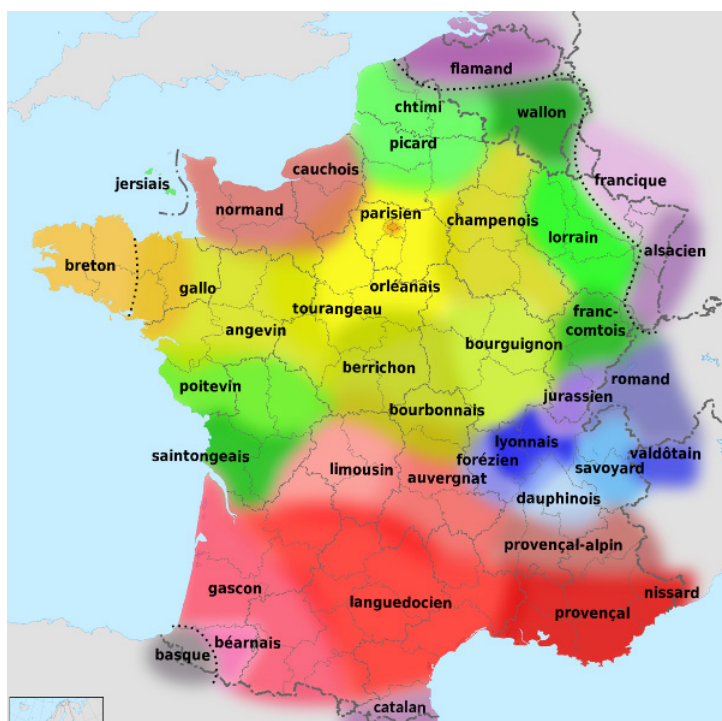 flamand
chtimi
wallon
picard
cauchois
francique
jersiais
normand
parisien
champenois
lorrain
alsacien
breton
gallo
orléanais
tourangeau
franc-
comtois
angevin
bourguignon
berrichon
romand
poitevin
jurassien
bourbonnais
lyonnais
saintongeais
limousin
forézien
valdôtain
auvergnat
savoyard
dauphinois
provençal-alpin
gascon
nissard
languedocien
provençal
béarnais
basque
catalan